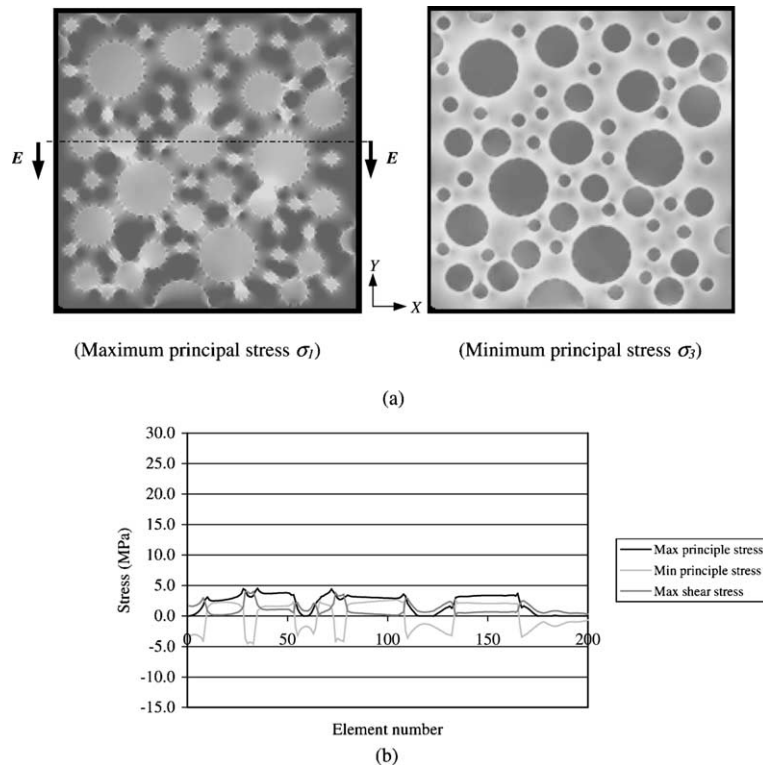 E
E
Y
X
(Maximum principal stress σ1)
(Minimum principal stress σ3)
(a)
30.0
25.0
20.0
15.0
10.0
5.0
0.0
-5.0
-10.0
-15.0
Stress (MPa)
0
50
100
150
200
Element number
Max principle stress
Min principle stress
Max shear stress
(b)